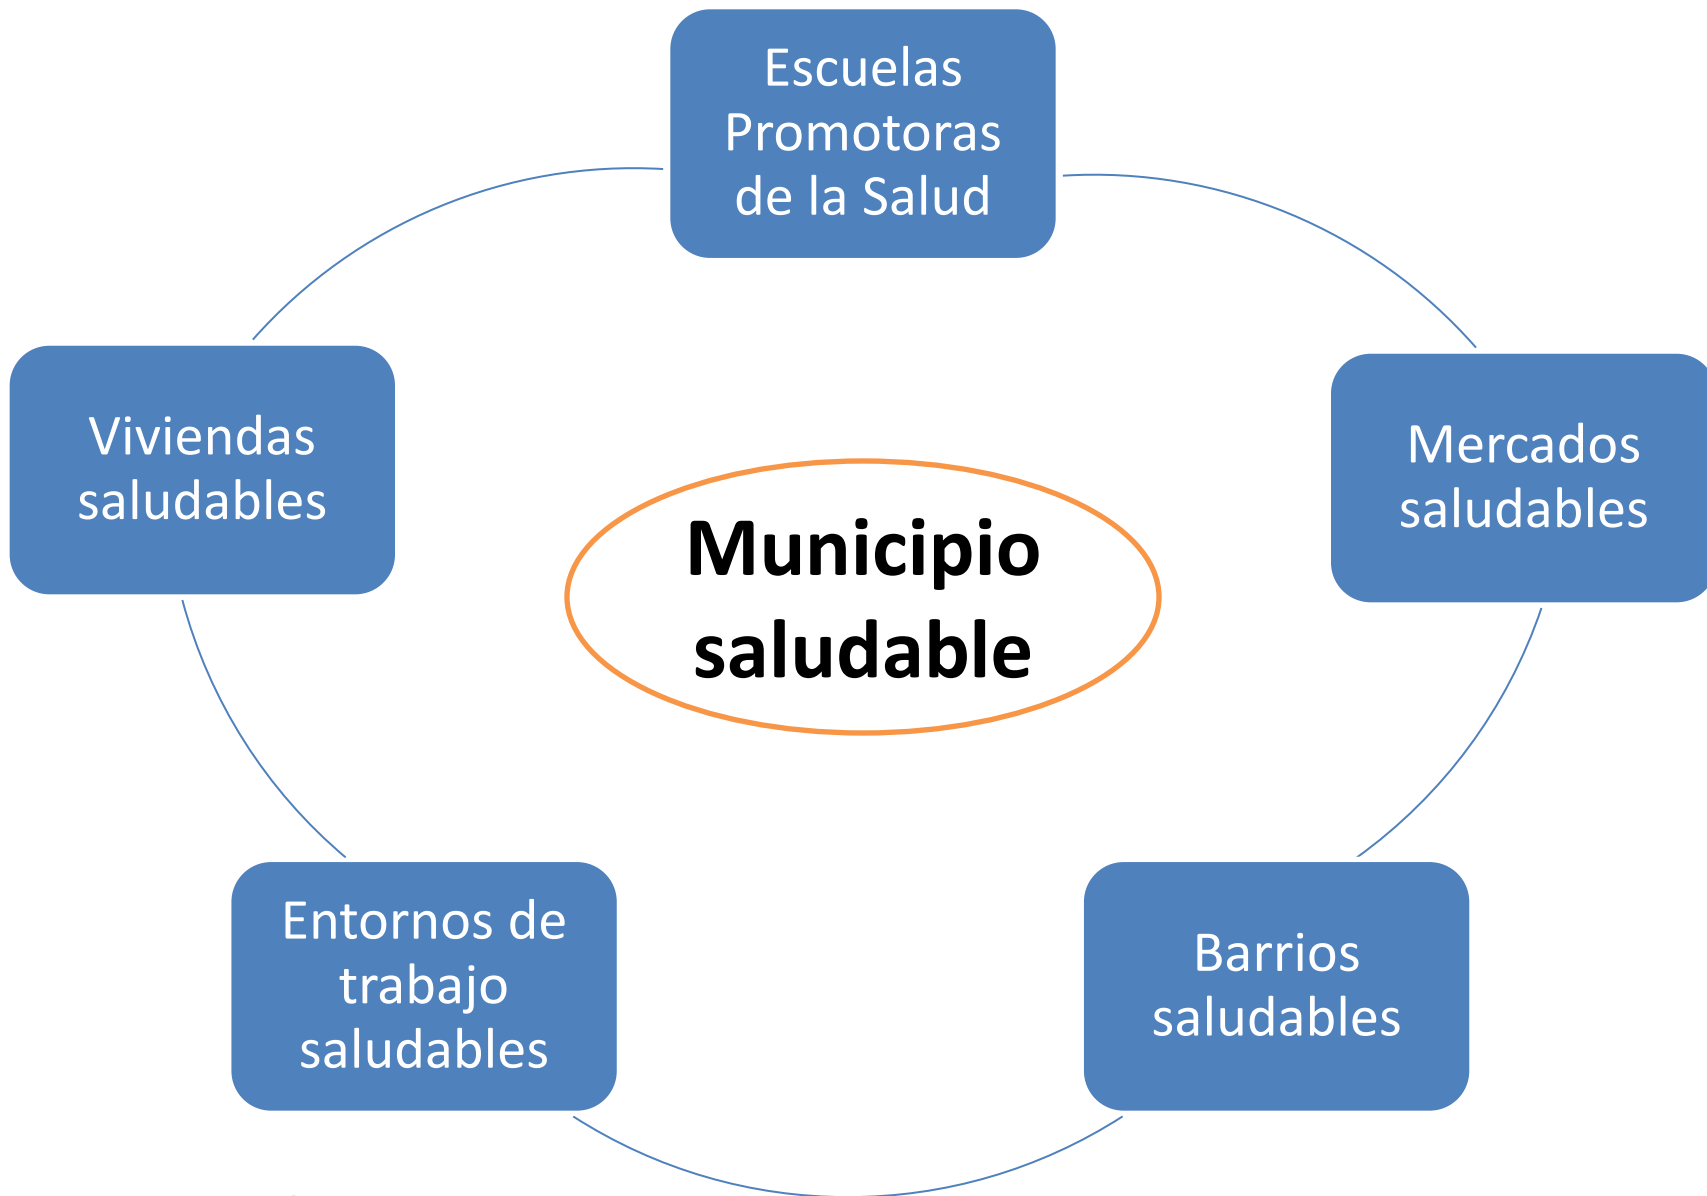 Escuelas
Promotoras
de la Salud
Viviendas
saludables
Mercados
saludables
Municipio
saludable
Entornos de
trabajo
saludables
Barrios
saludables